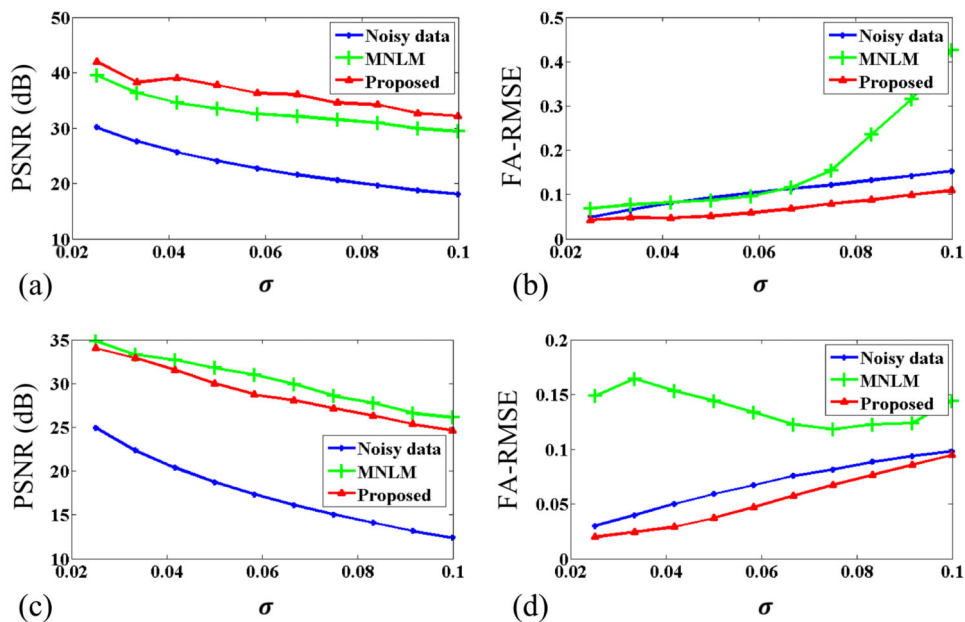 50
40
30
20
10
PSNR (dB)
Noisy data
MNLM
Proposed
0.02 0.04 0.06 0.08 0.1
σ
(a)
0.5
0.4
0.3
0.2
0.1
0
FA-RMSE
Noisy data
MNLM
Proposed
0.02 0.04 0.06 0.08 0.1
σ
(b)
35
30
25
20
15
10
PSNR (dB)
Noisy data
MNLM
Proposed
0.02 0.04 0.06 0.08 0.1
σ
(c)
0.2
0.15
0.1
0.05
0
FA-RMSE
Noisy data
MNLM
Proposed
0.02 0.04 0.06 0.08 0.1
σ
(d)